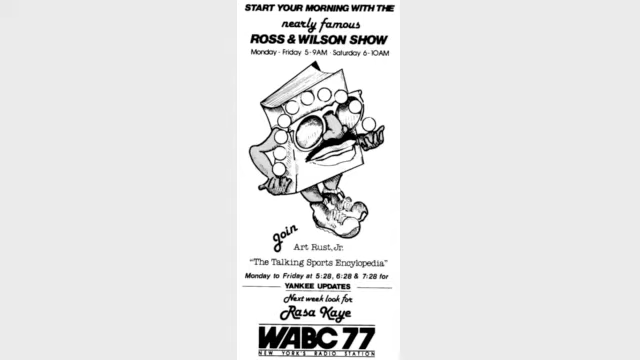 START YOUR MORNING WITH THE
nearly famous
ROSS & WILSON SHOW
Monday - Friday 5-9AM · Saturday 6-10AM
Join
Art Rust, Jr.
"The Talking Sports Encylopedia"
Monday to Friday at 5:28, 6:28 & 7:28 for
YANKEE UPDATES
Next week look for
Rasa Kaye
WABC 77
NEW YORK'S RADIO STATION